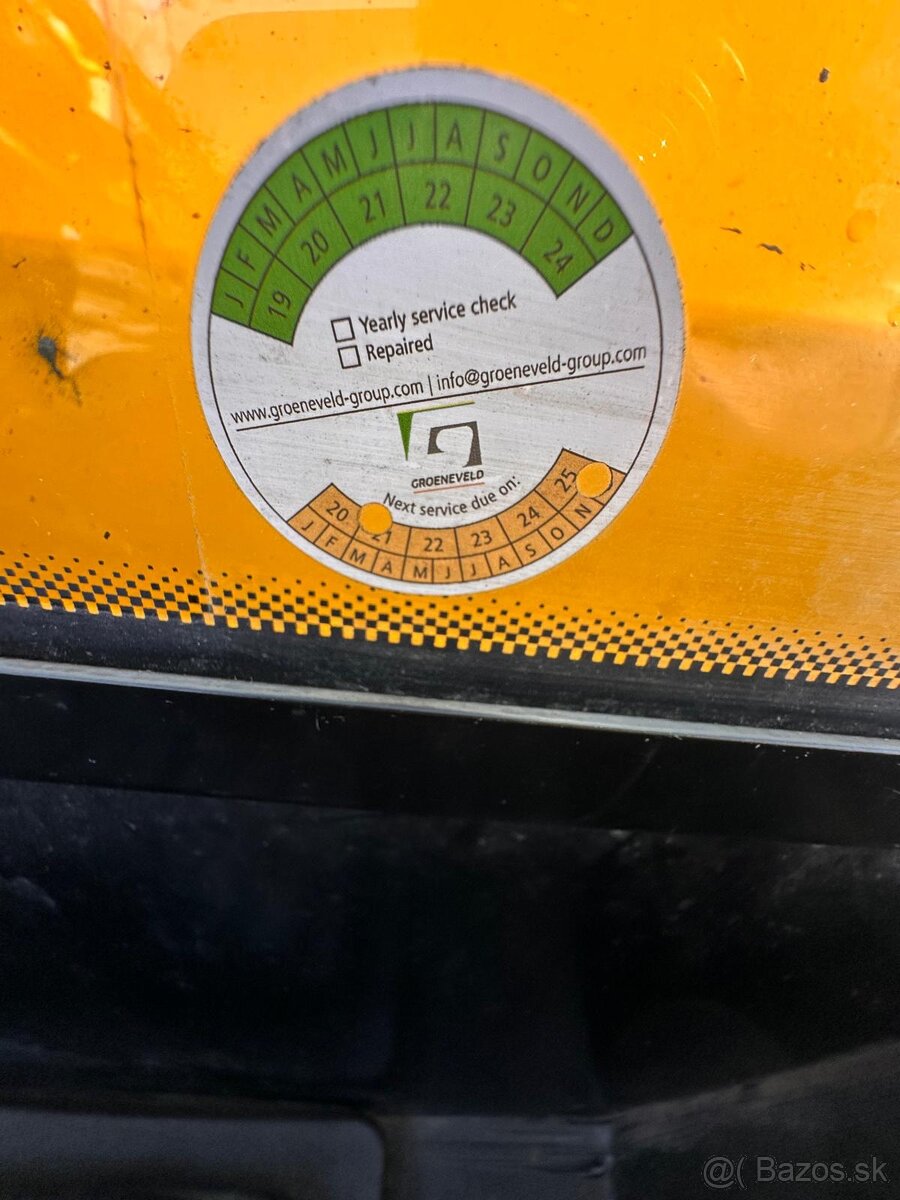 J F M A M J J A S O N D
19 20 21 22 23 24
Yearly service check
Repaired
www.groeneveld-group.com | info@groeneveld-group.com
GROENEVELD
Next service due on:
20 21 22 23 24 25
J F M A M J J A S O N
@( Bazos.sk